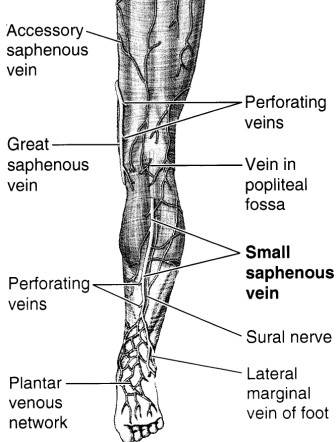 Accessory
saphenous
vein
Perforating
veins
Great
saphenous
vein
Vein in
popliteal
fossa
Small
saphenous
vein
Perforating
veins
Sural nerve
Lateral
marginal
vein of foot
Plantar
venous
network